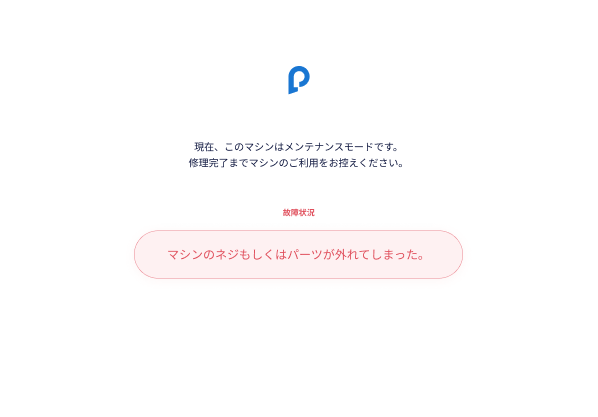 現在、このマシンはメンテナンスモードです。
修理完了までマシンのご利用をお控えください。
故障状況
マシンのネジもしくはパーツが外れてしまった。